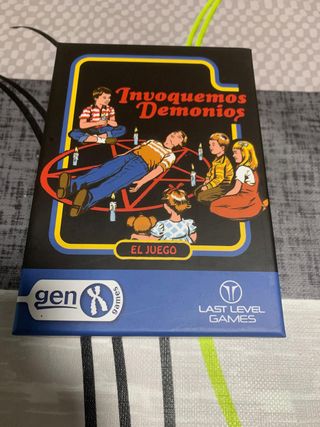 Invoquemos
Demonios
EL JUEGO
gen X
games
LAST LEVEL
GAMES